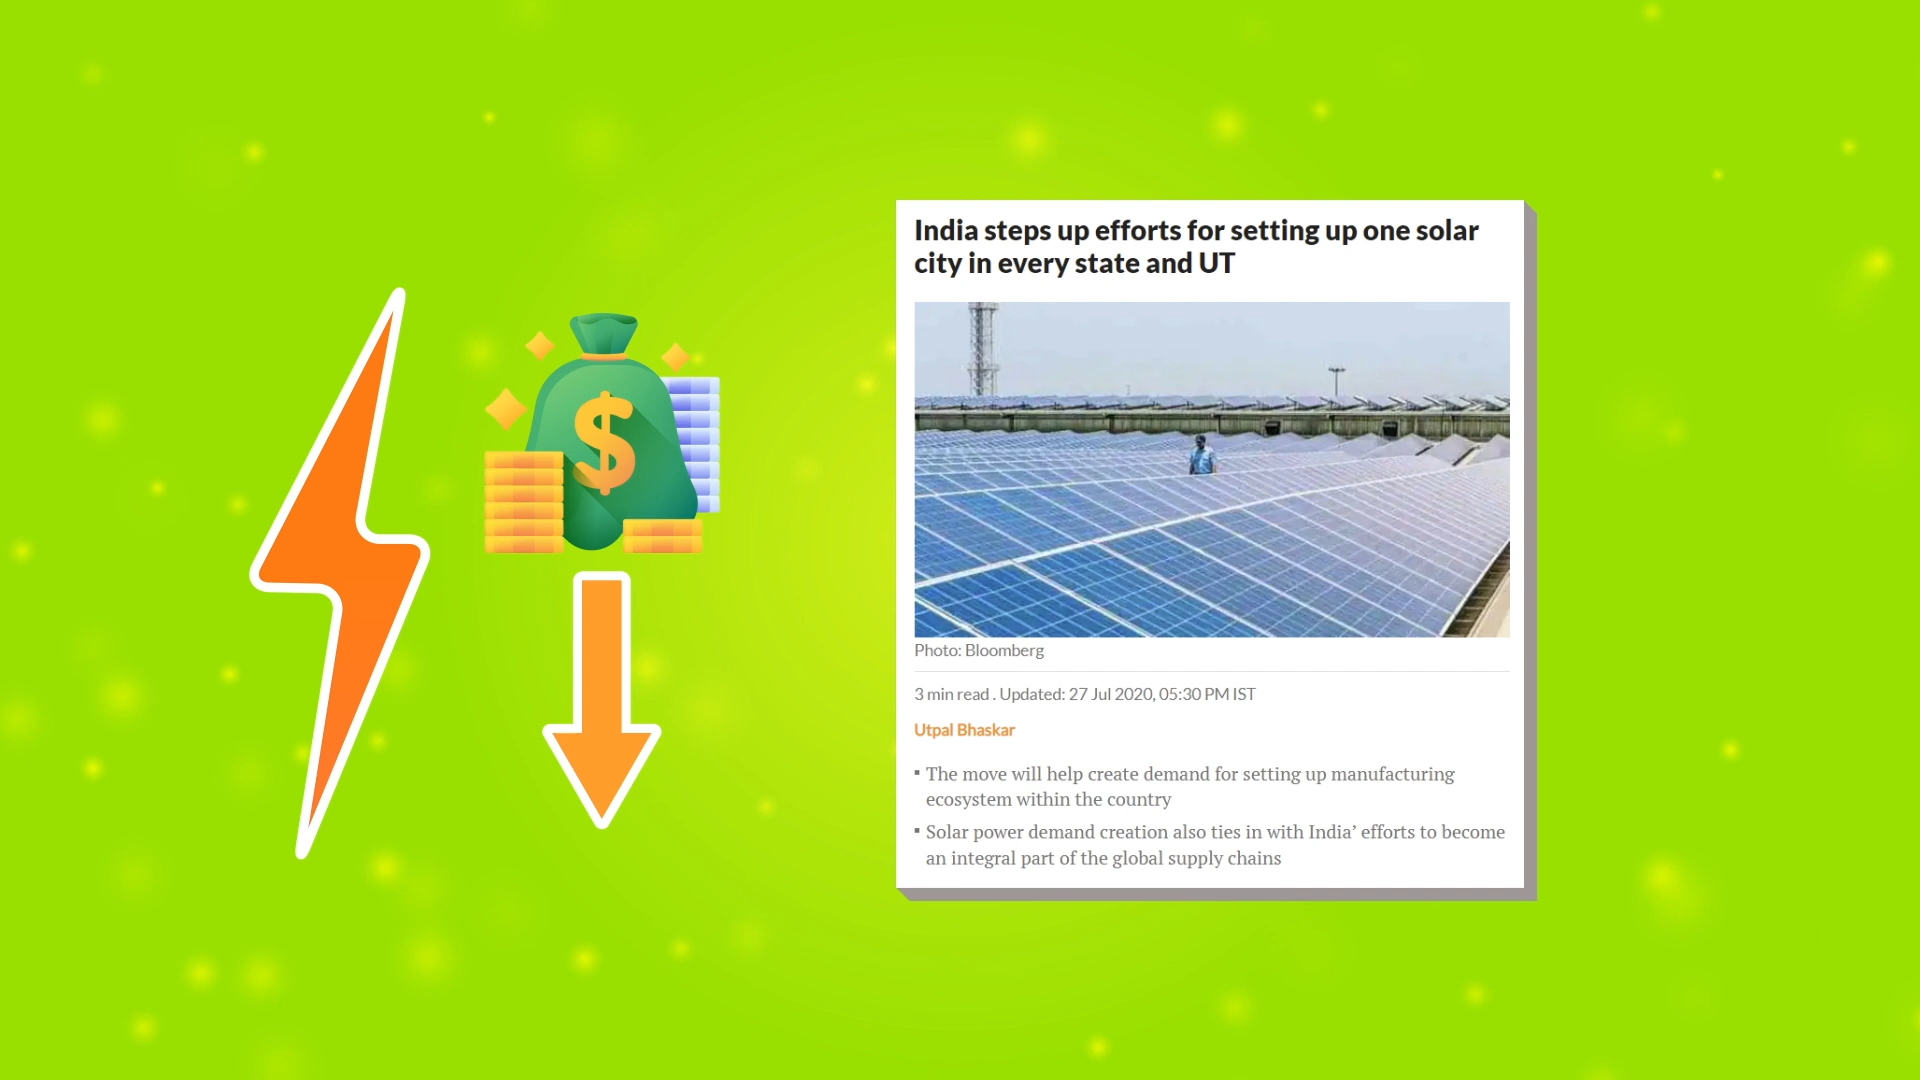 India steps up efforts for setting up one solar
city in every state and UT
$
Photo: Bloomberg
3 min read . Updated: 27 Jul 2020, 05:30 PM IST
Utpal Bhaskar
▪ The move will help create demand for setting up manufacturing
ecosystem within the country
▪ Solar power demand creation also ties in with India’ efforts to become
an integral part of the global supply chains